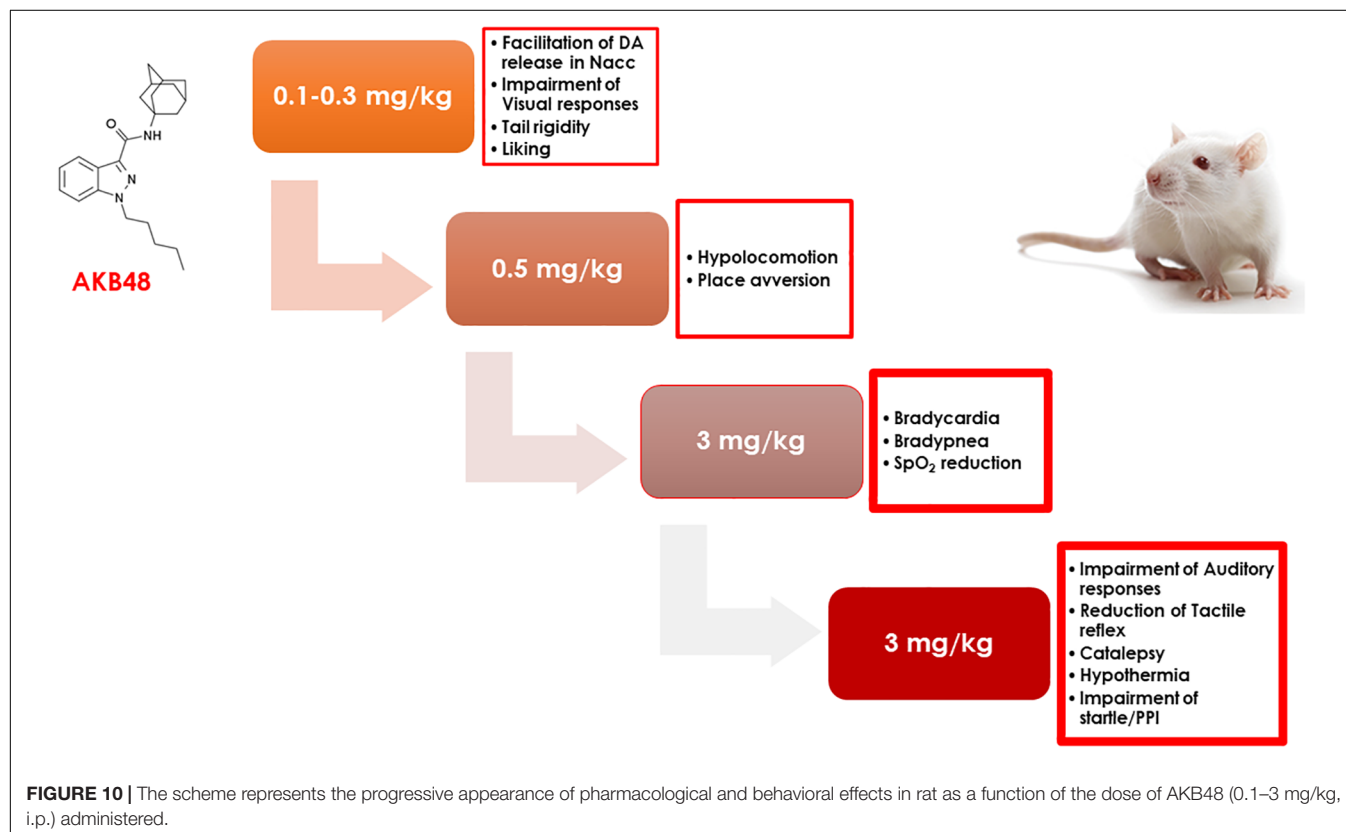 O
NH
N
N
AKB48
0.1-0.3 mg/kg
• Facilitation of DA
release in Nacc
• Impairment of
Visual responses
• Tail rigidity
• Liking
0.5 mg/kg
• Hypolocomotion
• Place avversion
3 mg/kg
• Bradycardia
• Bradypnea
• SpO₂ reduction
3 mg/kg
• Impairment of Auditory
responses
• Reduction of Tactile
reflex
• Catalepsy
• Hypothermia
• Impairment of
startle/PPI
FIGURE 10 | The scheme represents the progressive appearance of pharmacological and behavioral effects in rat as a function of the dose of AKB48 (0.1–3 mg/kg,
i.p.) administered.